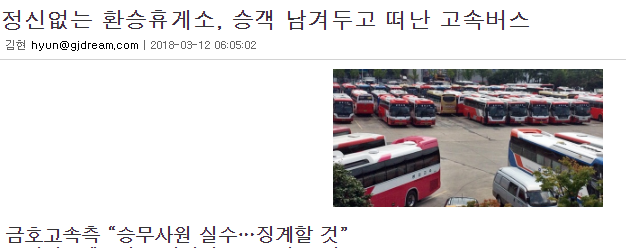 정신없는 환승휴게소, 승객 남겨두고 떠난 고속버스
김현 hyun@gjdream.com | 2018-03-12 06:05:02
금호고속측 “승무사원 실수…징계할 것”